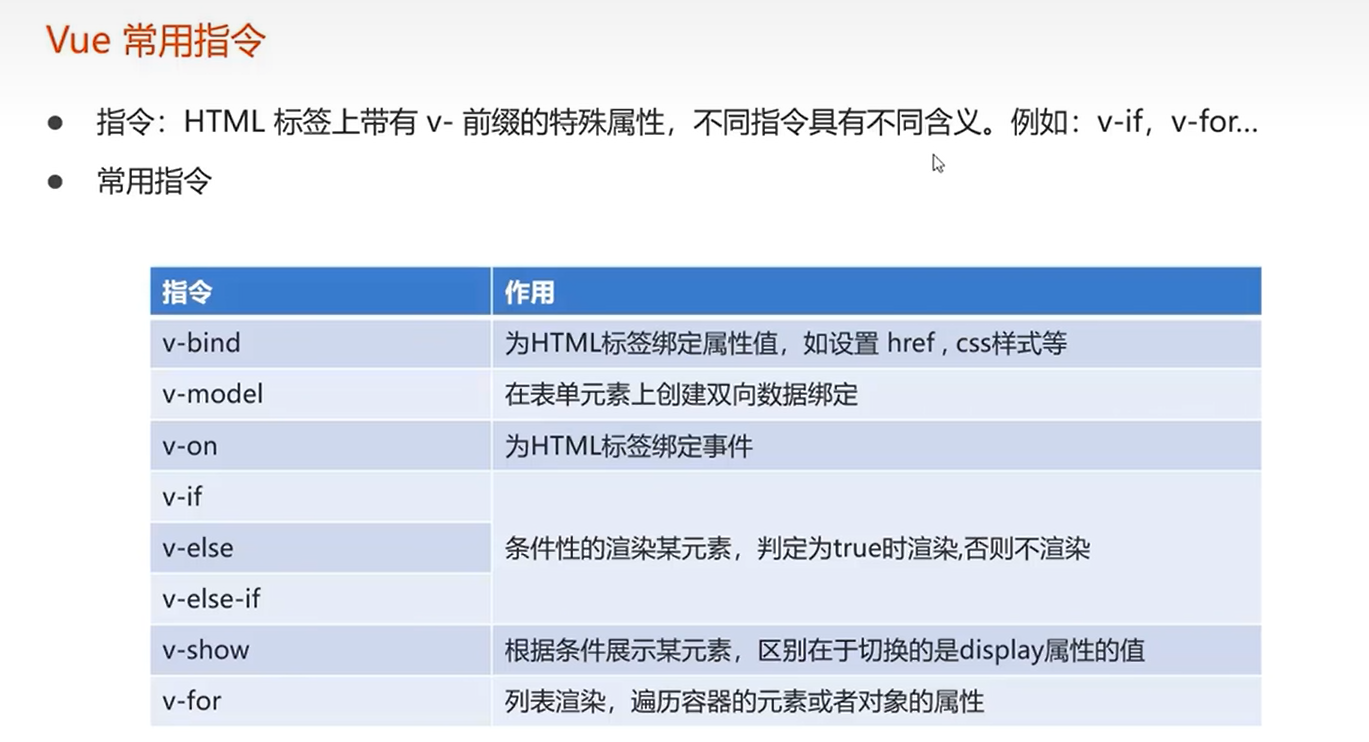 Vue 常用指令
● 指令：HTML 标签上带有 v- 前缀的特殊属性，不同指令具有不同含义。例如：v-if，v-for...
● 常用指令
指令 作用
v-bind 为HTML标签绑定属性值，如设置 href , css样式等
v-model 在表单元素上创建双向数据绑定
v-on 为HTML标签绑定事件
v-if
v-else 条件性的渲染某元素，判定为true时渲染,否则不渲染
v-else-if
v-show 根据条件展示某元素，区别在于切换的是display属性的值
v-for 列表渲染，遍历容器的元素或者对象的属性